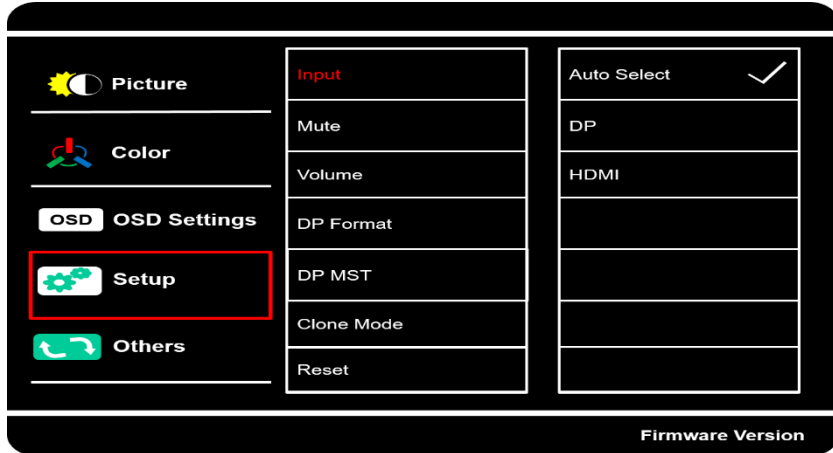 Picture
Color
OSD OSD Settings
Setup
Others
Input
Mute
Volume
DP Format
DP MST
Clone Mode
Reset
Auto Select
DP
HDMI
Firmware Version